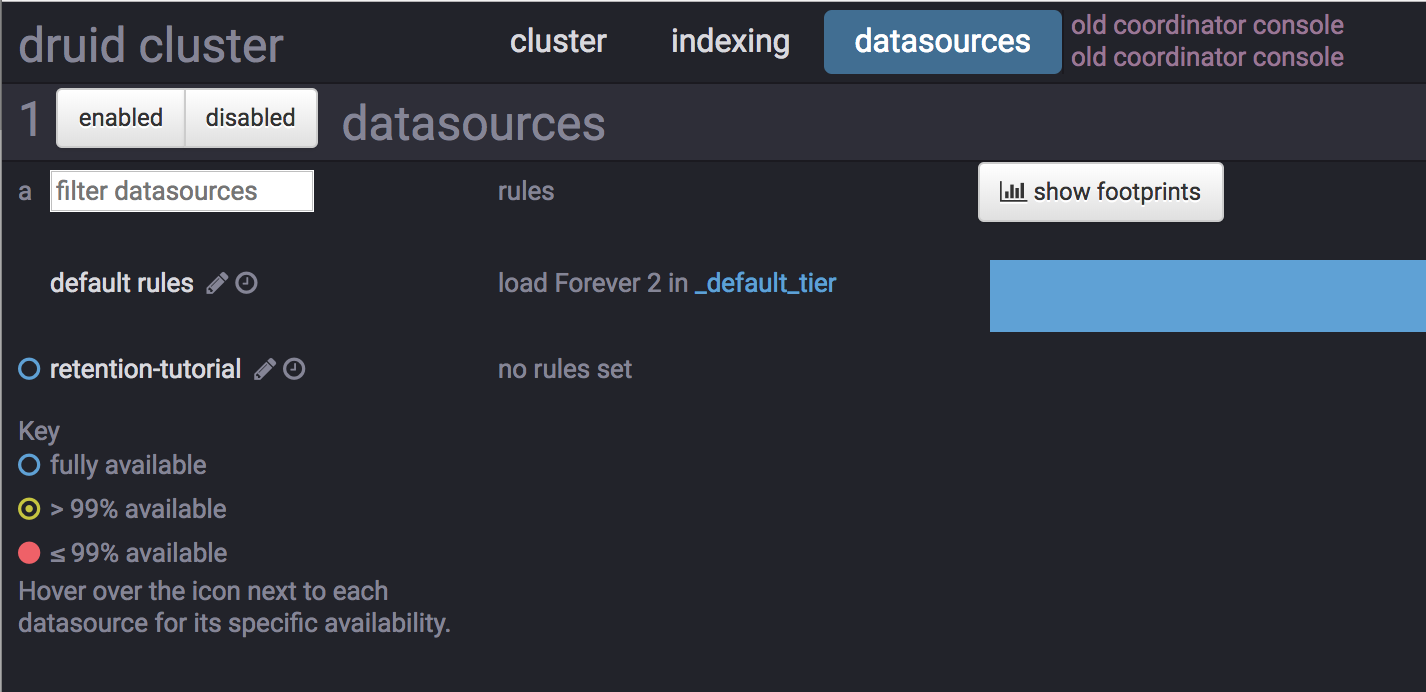 druid cluster cluster indexing datasources old coordinator console
old coordinator console
1 enabled disabled datasources
a filter datasources rules show footprints
default rules load Forever 2 in _default_tier
retention-tutorial no rules set
Key
fully available
> 99% available
≤ 99% available
Hover over the icon next to each
datasource for its specific availability.